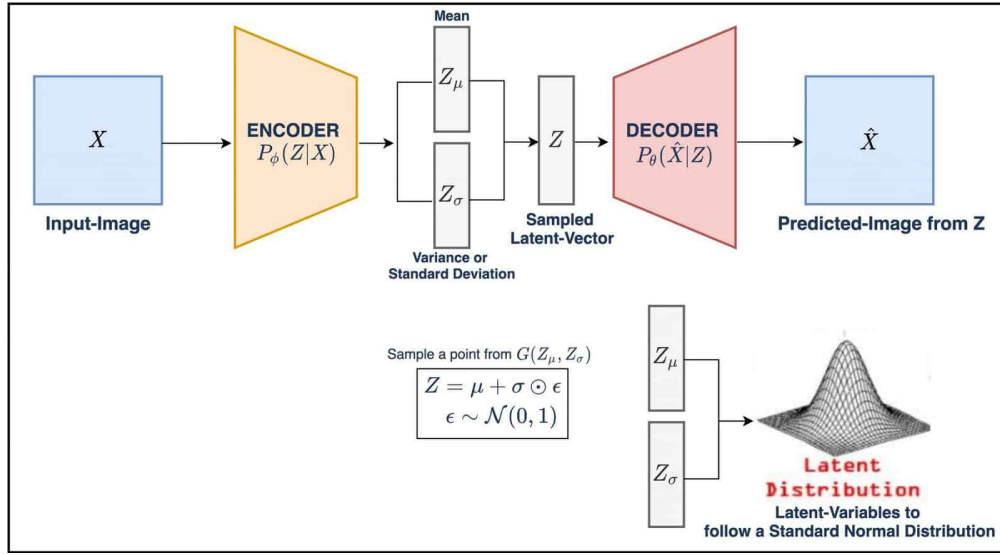 Mean
Z_μ
X
ENCODER
P_ϕ(Z|X)
Z
DECODER
P_θ(X̂|Z)
X̂
Z_σ
Input-Image
Sampled
Latent-Vector
Predicted-Image from Z
Variance or
Standard Deviation
Sample a point from G(Z_μ, Z_σ)
Z = μ + σ ⊙ ϵ
ϵ ∼ 𝒩(0, 1)
Z_μ
Z_σ
Latent
Distribution
Latent-Variables to
follow a Standard Normal Distribution